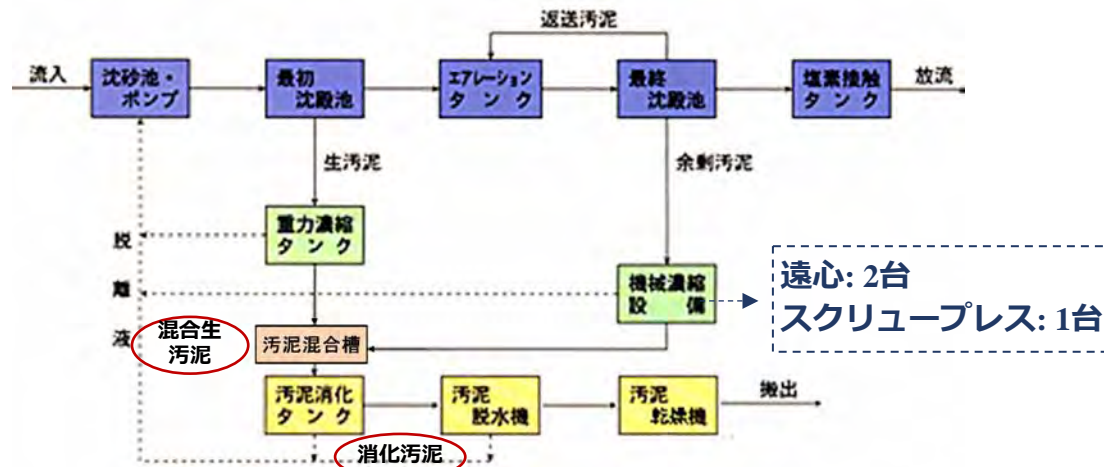 返送汚泥
流入
沈砂池・
ポンプ
最初
沈殿池
エアレーション
タンク
最終
沈殿池
塩素接触
タンク
放流
生汚泥
余剰汚泥
重力濃縮
タンク
脱
離
液
機械濃縮
設備
遠心: 2台
スクリュープレス: 1台
混合生
汚泥
汚泥混合槽
汚泥消化
タンク
汚泥
脱水機
汚泥
乾燥機
搬出
消化汚泥